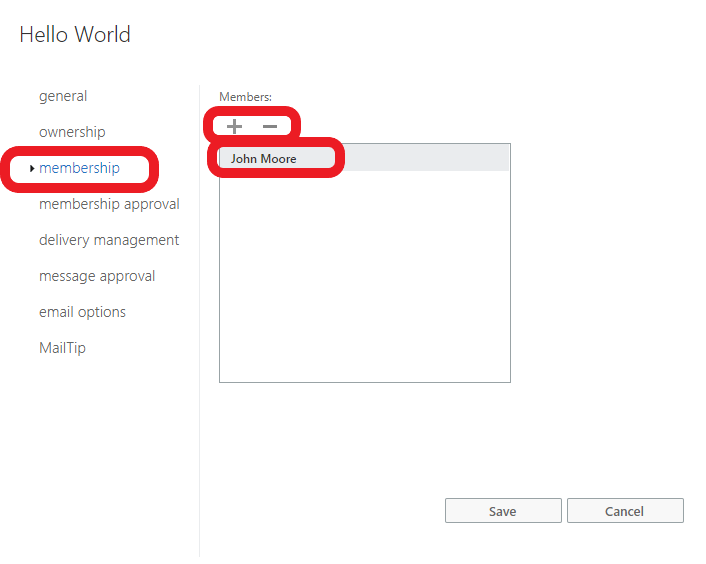 Hello World
general
ownership
membership
membership approval
delivery management
message approval
email options
MailTip
Members:
John Moore
Save
Cancel